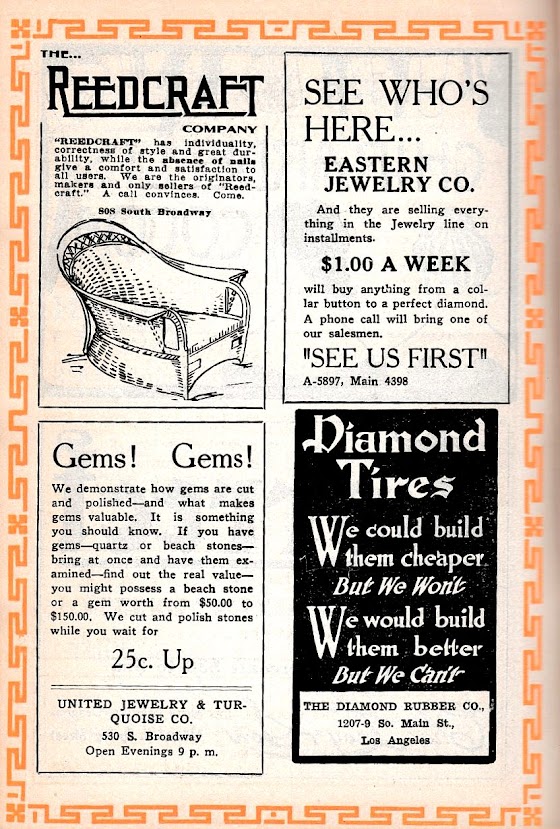 THE...
REEDCRAFT
COMPANY
"REEDCRAFT" has individuality,
correctness of style and great dur-
ability, while the absence of nails
give a comfort and satisfaction to
all users. We are the originators,
makers and only sellers of "Reed-
craft." A call convinces. Come.
808 South Broadway
SEE WHO'S
HERE...
EASTERN
JEWELRY CO.
And they are selling every-
thing in the Jewelry line on
installments.
$1.00 A WEEK
will buy anything from a col-
lar button to a perfect diamond.
A phone call will bring one of
our salesmen.
"SEE US FIRST"
A-5897, Main 4398
Gems! Gems!
We demonstrate how gems are cut
and polished—and what makes
gems valuable. It is something
you should know. If you have
gems—quartz or beach stones—
bring at once and have them ex-
amined—find out the real value—
you might possess a beach stone
or a gem worth from $50.00 to
$150.00. We cut and polish stones
while you wait for
25c. Up
UNITED JEWELRY & TUR-
QUOISE CO.
530 S. Broadway
Open Evenings 9 p. m.
Diamond
Tires
We could build
them cheaper
But We Won't
We would build
them better
But We Can't
THE DIAMOND RUBBER CO.,
1207-9 So. Main St.,
Los Angeles